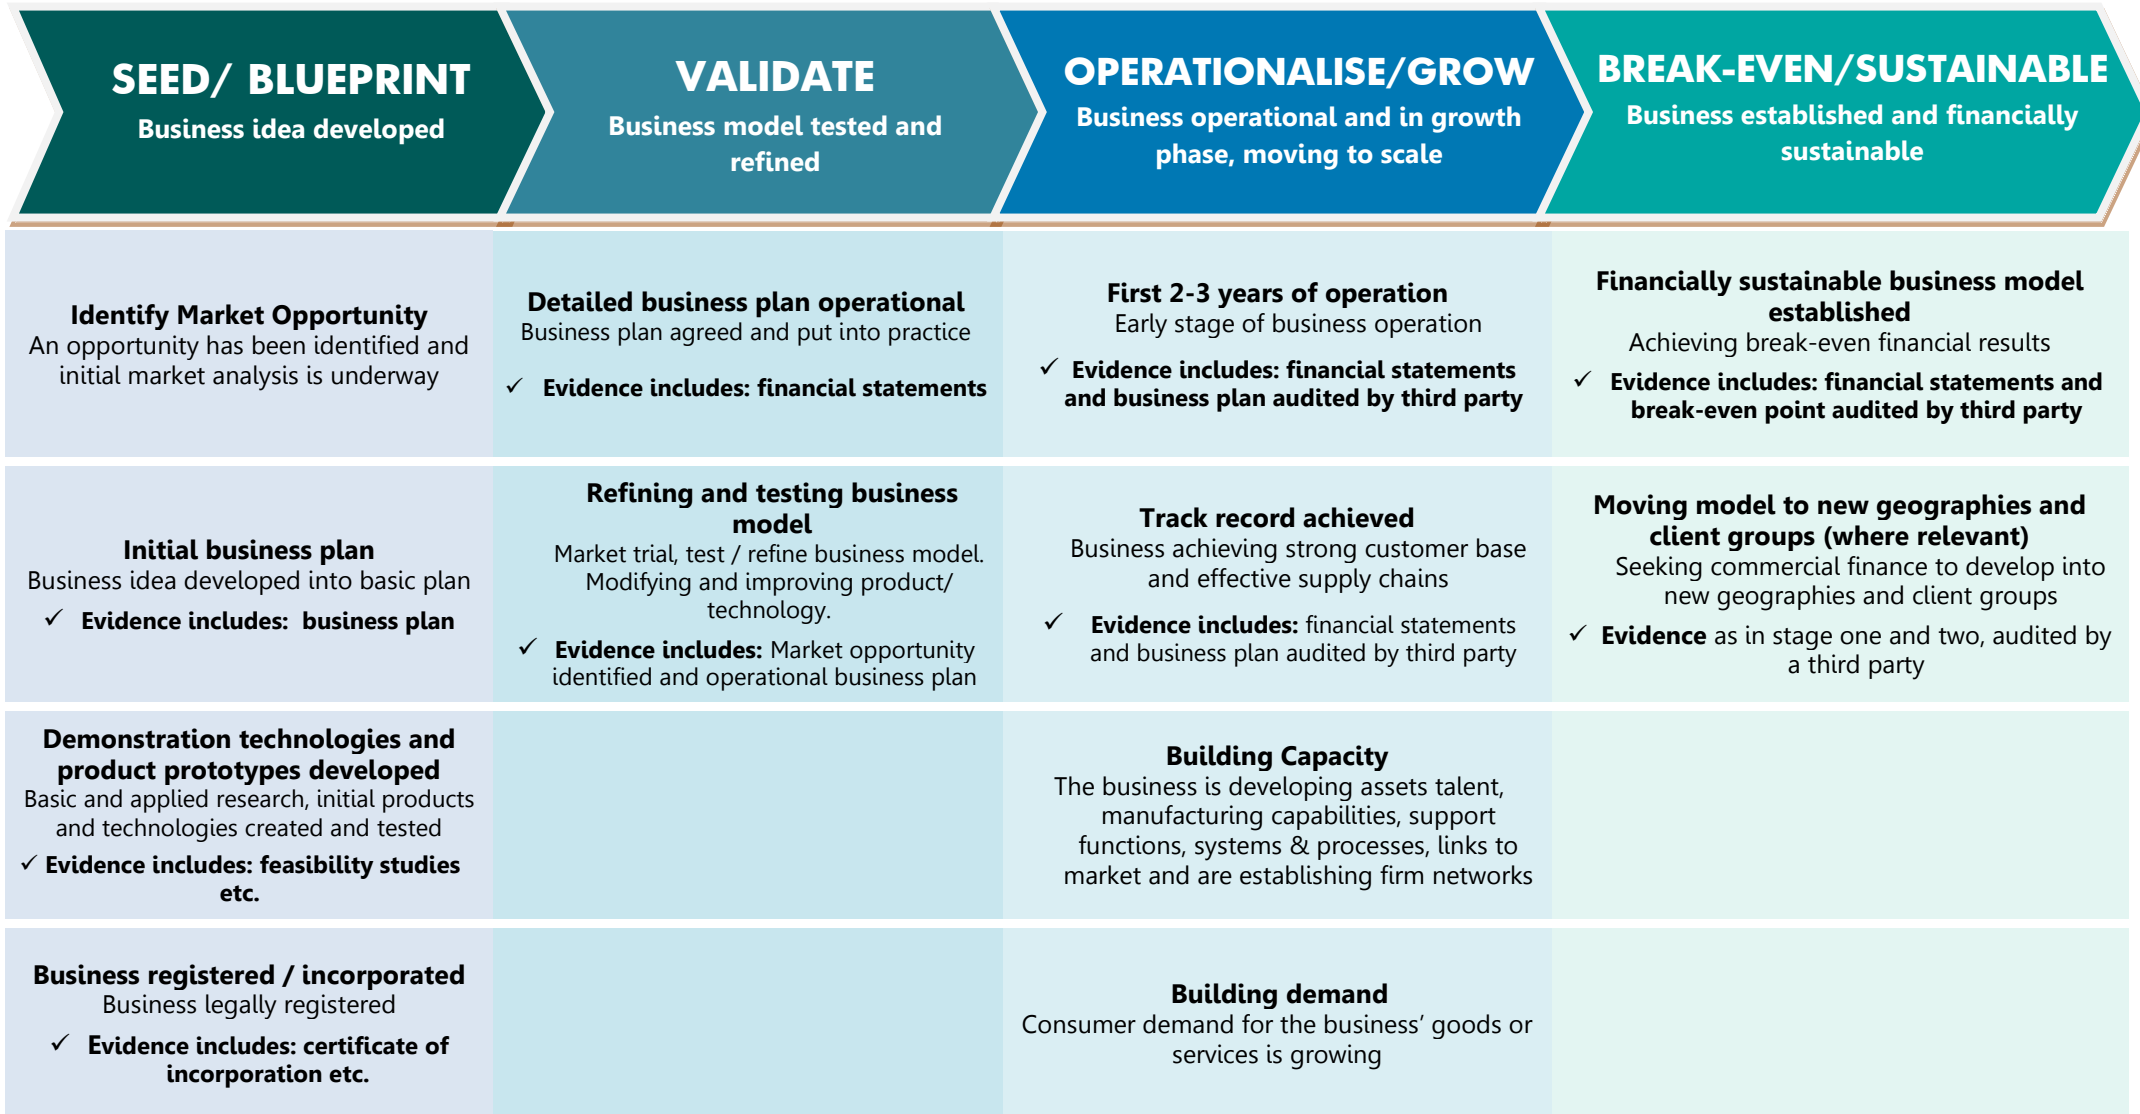 SEED/ BLUEPRINT
Business idea developed
VALIDATE
Business model tested and
refined
OPERATIONALISE/GROW
Business operational and in growth
phase, moving to scale
BREAK-EVEN/SUSTAINABLE
Business established and financially
sustainable
Identify Market Opportunity
An opportunity has been identified and
initial market analysis is underway
Detailed business plan operational
Business plan agreed and put into practice
✓ Evidence includes: financial statements
First 2-3 years of operation
Early stage of business operation
✓ Evidence includes: financial statements
and business plan audited by third party
Financially sustainable business model
established
Achieving break-even financial results
✓ Evidence includes: financial statements and
break-even point audited by third party
Initial business plan
Business idea developed into basic plan
✓ Evidence includes: business plan
Refining and testing business
model
Market trial, test / refine business model.
Modifying and improving product/
technology.
✓ Evidence includes: Market opportunity
identified and operational business plan
Track record achieved
Business achieving strong customer base
and effective supply chains
✓ Evidence includes: financial statements
and business plan audited by third party
Moving model to new geographies and
client groups (where relevant)
Seeking commercial finance to develop into
new geographies and client groups
✓ Evidence as in stage one and two, audited by
a third party
Demonstration technologies and
product prototypes developed
Basic and applied research, initial products
and technologies created and tested
✓ Evidence includes: feasibility studies
etc.
Building Capacity
The business is developing assets talent,
manufacturing capabilities, support
functions, systems & processes, links to
market and are establishing firm networks
Business registered / incorporated
Business legally registered
✓ Evidence includes: certificate of
incorporation etc.
Building demand
Consumer demand for the business’ goods or
services is growing